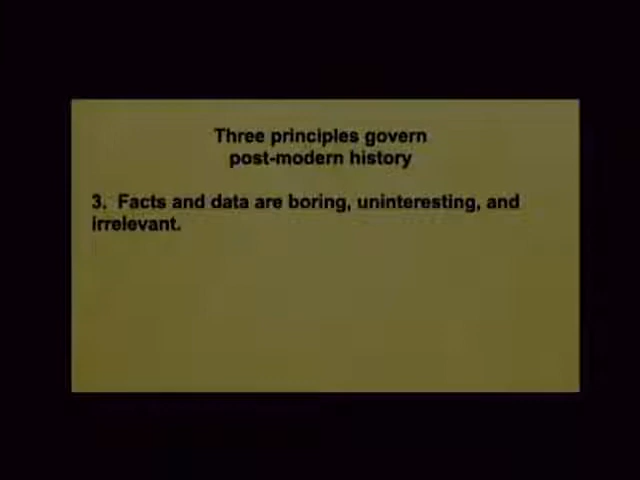 Three principles govern
post-modern history
3. Facts and data are boring, uninteresting, and
irrelevant.